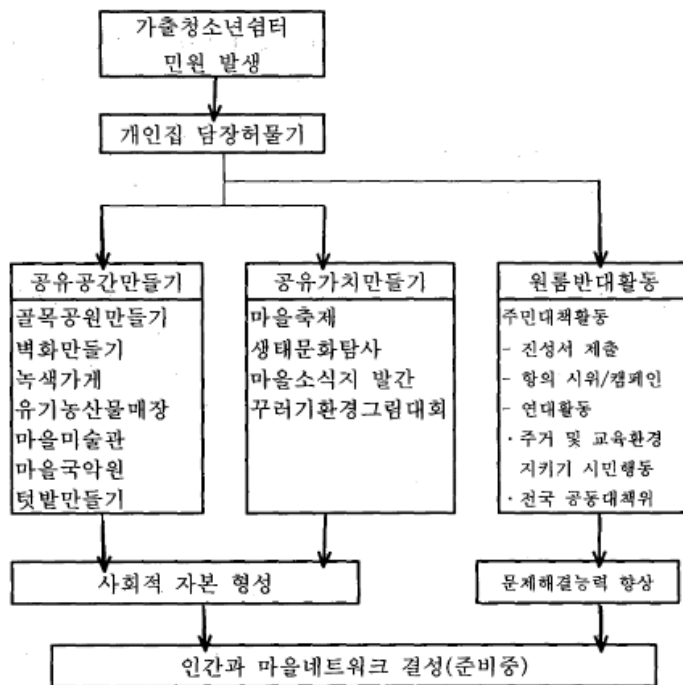 가출청소년쉼터
민원 발생
개인집 담장허물기
공유공간만들기
골목공원만들기
벽화만들기
녹색가게
유기농산물매장
마을미술관
마을국악원
텃밭만들기
공유가치만들기
마을축제
생태문화탐사
마을소식지 발간
꾸러기환경그림대회
원룸반대활동
주민대책활동
- 진성서 제출
- 항의 시위/캠페인
- 연대활동
· 주거 및 교육환경
지키기 시민행동
· 전국 공동대책위
사회적 자본 형성
문제해결능력 향상
인간과 마을네트워크 결성(준비중)